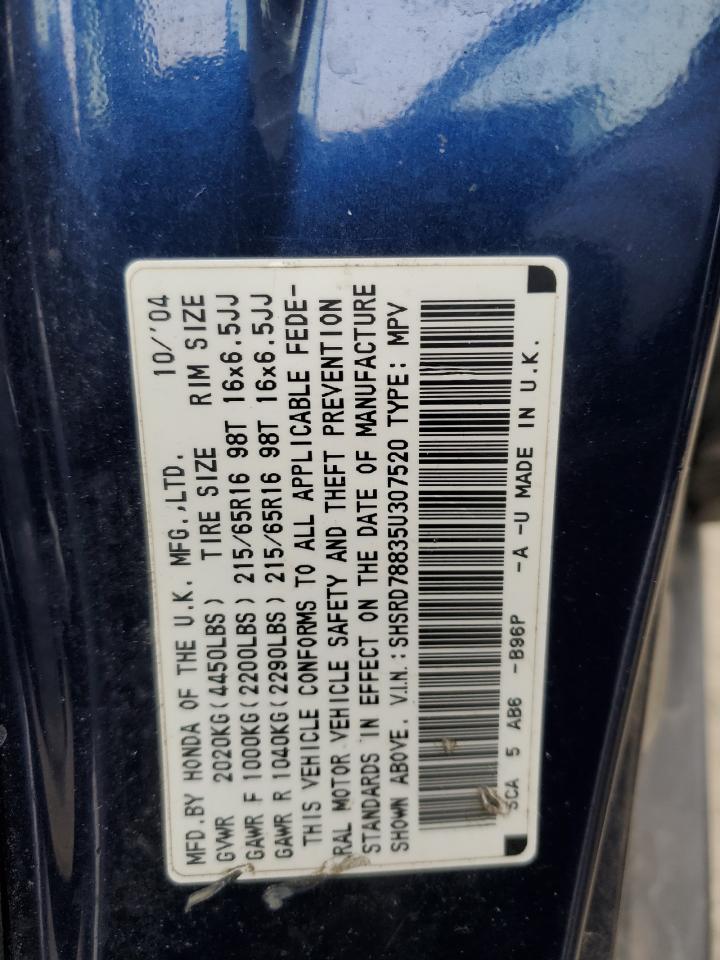 MFD.BY HONDA OF THE U.K. MFG.,LTD. 10/'04
GVWR 2020KG(4450LBS) TIRE SIZE RIM SIZE
GAWR F 1000KG(2200LBS) 215/65R16 98T 16x6.5JJ
GAWR R 1040KG(2290LBS) 215/65R16 98T 16x6.5JJ
THIS VEHICLE CONFORMS TO ALL APPLICABLE FEDE-
RAL MOTOR VEHICLE SAFETY AND THEFT PREVENTION
STANDARDS IN EFFECT ON THE DATE OF MANUFACTURE
SHOWN ABOVE. V.I.N.:SHSRD78835U307520 TYPE: MPV
SCA 5 AB6 -B96P -A -U MADE IN U.K.